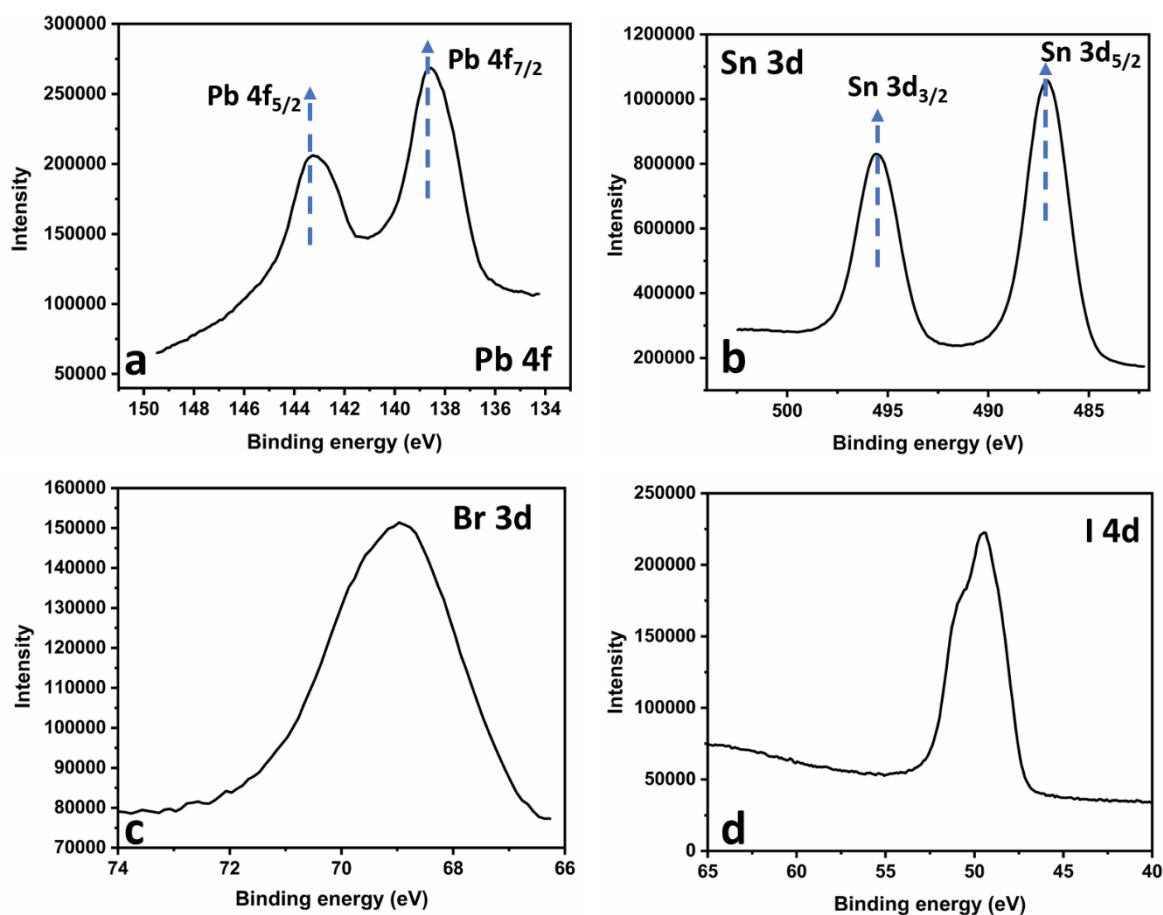 300000
250000
200000
150000
100000
50000
Intensity
Pb 4f5/2
Pb 4f7/2
a
Pb 4f
150 148 146 144 142 140 138 136 134
Binding energy (eV)
1200000
1000000
800000
600000
400000
200000
Intensity
Sn 3d
Sn 3d3/2
Sn 3d5/2
b
500 495 490 485
Binding energy (eV)
160000
150000
140000
130000
120000
110000
100000
90000
80000
70000
Intensity
Br 3d
c
74 72 70 68 66
Binding energy (eV)
250000
200000
150000
100000
50000
0
Intensity
I 4d
d
65 60 55 50 45 40
Binding energy (eV)